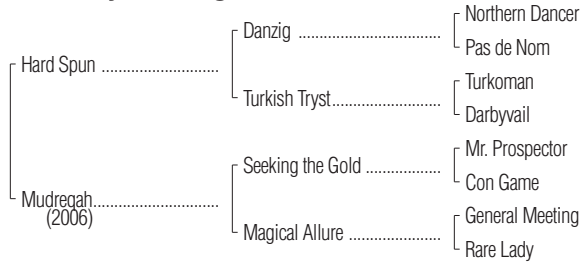 Northern Dancer
Danzig ..............................
Pas de Nom
Hard Spun .........................
Turkoman
Turkish Tryst.......................
Darbyvail
Mr. Prospector
Seeking the Gold ................
Con Game
Mudreqah...........................
(2006)
General Meeting
Magical Allure ....................
Rare Lady